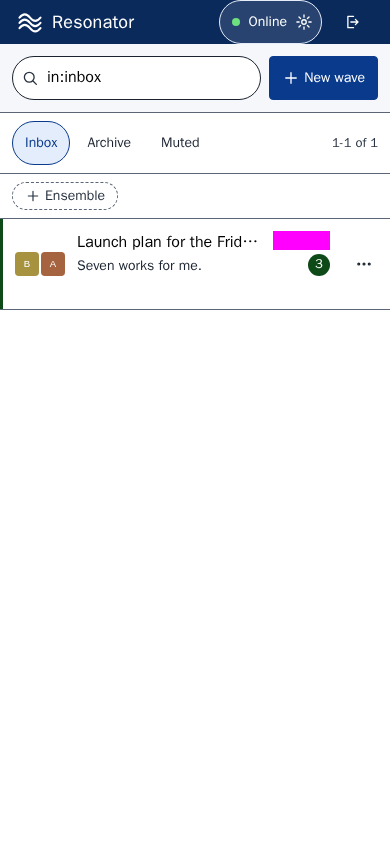 Resonator
Online
in:inbox
New wave
Inbox
Archive
Muted
1-1 of 1
Ensemble
Launch plan for the Frid…
B
A
Seven works for me.
3